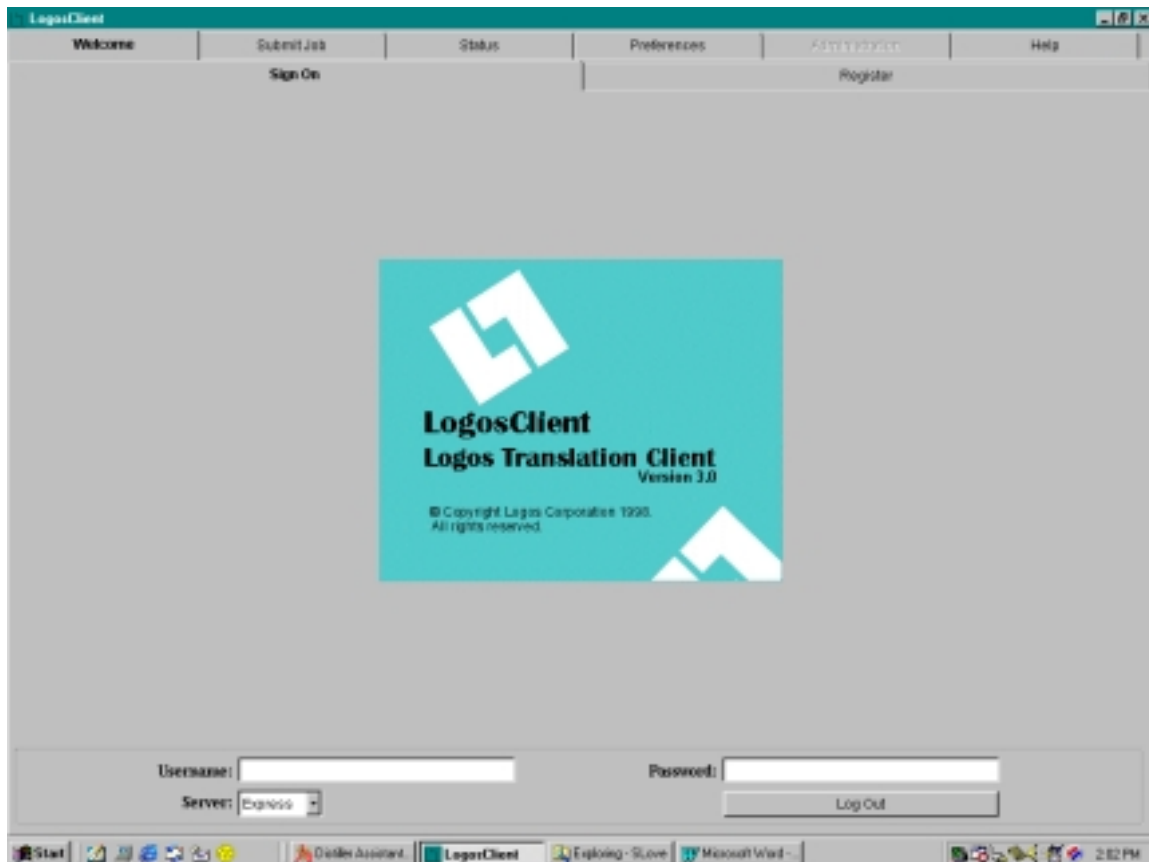 LogosClient
Welcome Submit Job Status Preferences Administration Help
Sign On Register
LogosClient
Logos Translation Client
Version 3.0
© Copyright Logos Corporation 1998.
All rights reserved.
Username: Password:
Server: Express Log Out
Start Distiller Assistant... LogosClient Exploring - SLove Microsoft Word - ... 2:02 PM